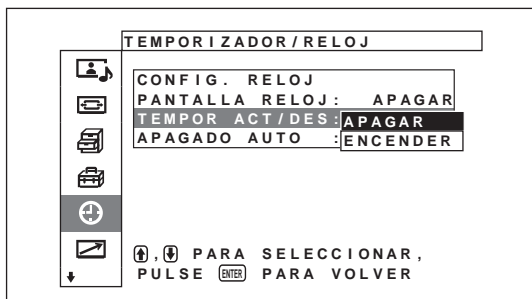 TEMPORIZADOR/RELOJ
CONFIG. RELOJ
PANTALLA RELOJ: APAGAR
TEMPOR ACT/DES: APAGAR
APAGADO AUTO : ENCENDER
, PARA SELECCIONAR,
PULSE ENTER PARA VOLVER